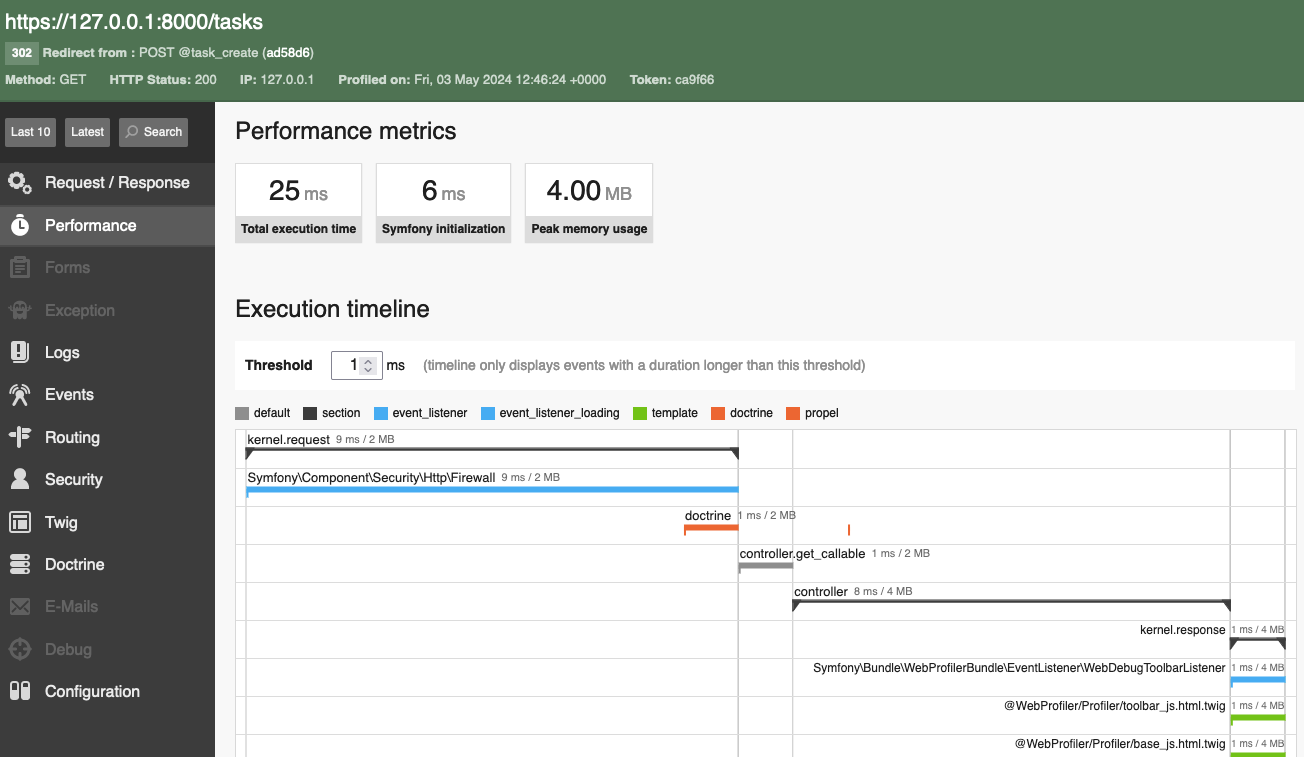 https://127.0.0.1:8000/tasks
302 Redirect from : POST @task_create (ad58d6)
Method: GET HTTP Status: 200 IP: 127.0.0.1 Profiled on: Fri, 03 May 2024 12:46:24 +0000 Token: ca9f66
Last 10 Latest Search
Request / Response
Performance
Forms
Exception
Logs
Events
Routing
Security
Twig
Doctrine
E-Mails
Debug
Configuration
Performance metrics
25 ms 6 ms 4.00 MB
Total execution time Symfony initialization Peak memory usage
Execution timeline
Threshold 1 ms (timeline only displays events with a duration longer than this threshold)
default section event_listener event_listener_loading template doctrine propel
kernel.request 9 ms / 2 MB
Symfony\Component\Security\Http\Firewall 9 ms / 2 MB
doctrine 1 ms / 2 MB
controller.get_callable 1 ms / 2 MB
controller 8 ms / 4 MB
kernel.response 1 ms / 4 MB
Symfony\Bundle\WebProfilerBundle\EventListener\WebDebugToolbarListener 1 ms / 4 MB
@WebProfiler/Profiler/toolbar_js.html.twig 1 ms / 4 MB
@WebProfiler/Profiler/base_js.html.twig 1 ms / 4 MB